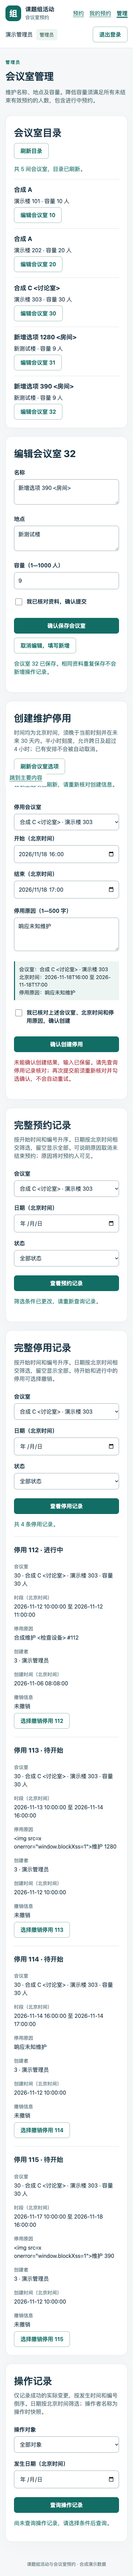 组
课题组活动
会议室预约
预约
我的预约
管理
演示管理员
管理员
退出登录
管理员
会议室管理
维护名称、地点及容量。降低容量须满足所有未结
束有效预约的人数，包含进行中预约。
会议室目录
刷新目录
共 5 间会议室，目录已刷新。
合成 A
演示楼 101 · 容量 10 人
编辑会议室 10
合成 A
演示楼 202 · 容量 20 人
编辑会议室 20
合成 C <讨论室>
演示楼 303 · 容量 30 人
编辑会议室 30
新增选项 1280 <房间>
新测试楼 · 容量 9 人
编辑会议室 31
新增选项 390 <房间>
新测试楼 · 容量 9 人
编辑会议室 32
编辑会议室 32
名称
新增选项 390 <房间>
地点
新测试楼
容量（1—1000 人）
9
我已核对资料，确认提交
确认保存会议室
取消编辑，填写新增
会议室 32 已保存。相同资料重复保存不会
新增操作记录。
创建维护停用
时间均为北京时间，须晚于当前时刻并在未
来 30 天内。半小时粒度，允许跨日及超过
4 小时；已有安排不会被自动取消。
刷新会议室选项
跳到主要内容
刷新，请重新核对创建信息。
停用会议室
合成 C <讨论室> · 演示楼 303
开始（北京时间）
2026/11/18 16:00
结束（北京时间）
2026/11/18 17:00
停用原因（1—500 字）
响应未知维护
会议室：合成 C <讨论室> · 演示楼 303
北京时间：2026-11-18T16:00 至 2026-
11-18T17:00
停用原因：响应未知维护
我已核对上述会议室、北京时间和停
用原因，确认创建
确认创建停用
未能确认创建结果，输入已保留。请先查询
停用记录核对；再次提交前须重新核对并勾
选确认，不会自动重试。
完整预约记录
按开始时间和编号升序。日期按北京时间相
交筛选，留空显示全部。可说明原因取消未
结束预约；原因将对预约人可见。
会议室
合成 C <讨论室> · 演示楼 303
日期（北京时间）
年 /月/日
状态
全部状态
查看预约记录
筛选条件已更改，请重新查询记录。
完整停用记录
按开始时间和编号升序。日期按北京时间相
交筛选，留空显示全部。待开始和进行中的
停用可选择撤销。
会议室
合成 C <讨论室> · 演示楼 303
日期（北京时间）
年 /月/日
状态
全部状态
查看停用记录
共 4 条停用记录。
停用 112 · 进行中
会议室
30 · 合成 C <讨论室> · 演示楼 303 · 容量
30 人
时段（北京时间）
2026-11-12 10:00:00 至 2026-11-12
11:00:00
停用原因
合成维护 <检查设备> #112
创建者
3 · 演示管理员
创建时间（北京时间）
2026-11-06 08:08:00
撤销信息
未撤销
选择撤销停用 112
停用 113 · 待开始
会议室
30 · 合成 C <讨论室> · 演示楼 303 · 容量
30 人
时段（北京时间）
2026-11-13 10:00:00 至 2026-11-14
16:00:00
停用原因
<img src=x
onerror="window.blockXss=1">维护 1280
创建者
3 · 演示管理员
创建时间（北京时间）
2026-11-12 10:00:00
撤销信息
未撤销
选择撤销停用 113
停用 114 · 待开始
会议室
30 · 合成 C <讨论室> · 演示楼 303 · 容量
30 人
时段（北京时间）
2026-11-14 16:00:00 至 2026-11-14
17:00:00
停用原因
响应未知维护
创建者
3 · 演示管理员
创建时间（北京时间）
2026-11-12 10:00:00
撤销信息
未撤销
选择撤销停用 114
停用 115 · 待开始
会议室
30 · 合成 C <讨论室> · 演示楼 303 · 容量
30 人
时段（北京时间）
2026-11-17 10:00:00 至 2026-11-18
16:00:00
停用原因
<img src=x
onerror="window.blockXss=1">维护 390
创建者
3 · 演示管理员
创建时间（北京时间）
2026-11-12 10:00:00
撤销信息
未撤销
选择撤销停用 115
操作记录
仅记录成功的实际变更，按发生时间和编号
倒序。日期按北京时间筛选；操作者名称为
操作时快照。
操作对象
全部对象
发生日期（北京时间）
年 /月/日
查询操作记录
尚未查询操作记录，请选择条件后查询。
课题组活动与会议室预约 · 合成演示数据